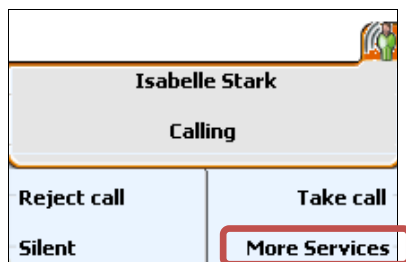 Isabelle Stark
Calling
Reject call Take call
Silent More Services